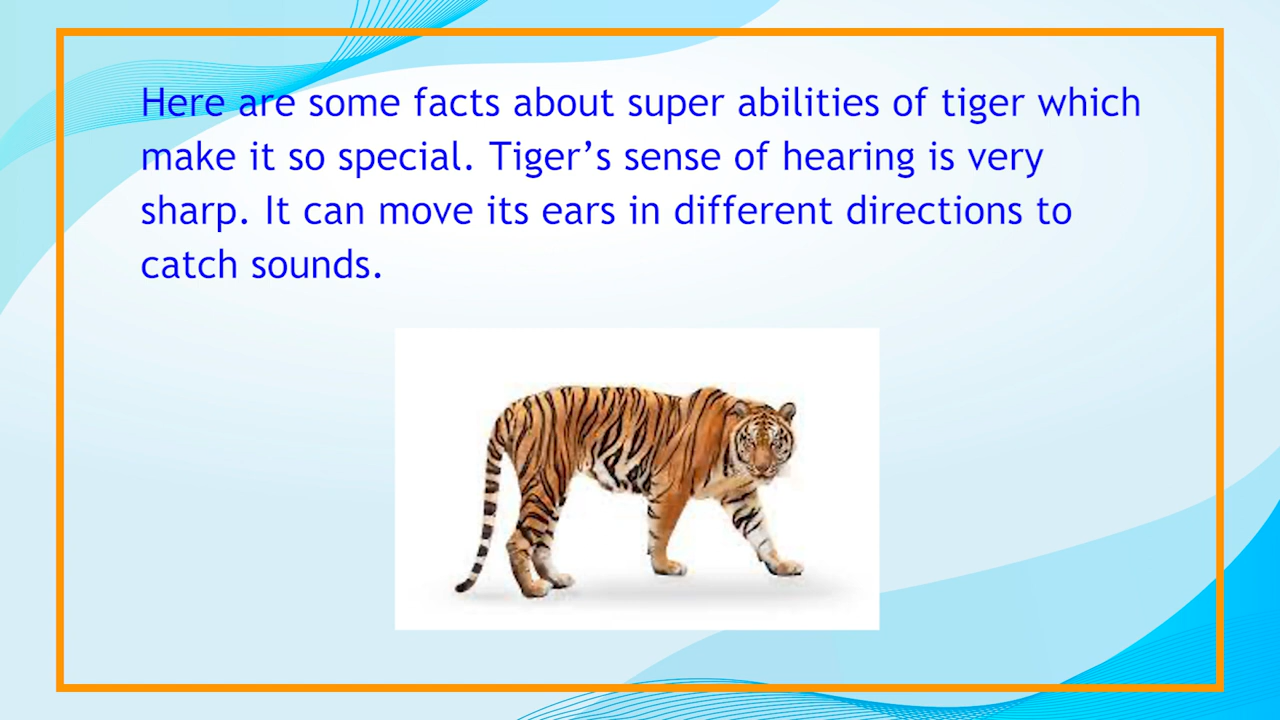 Here are some facts about super abilities of tiger which
make it so special. Tiger’s sense of hearing is very
sharp. It can move its ears in different directions to
catch sounds.